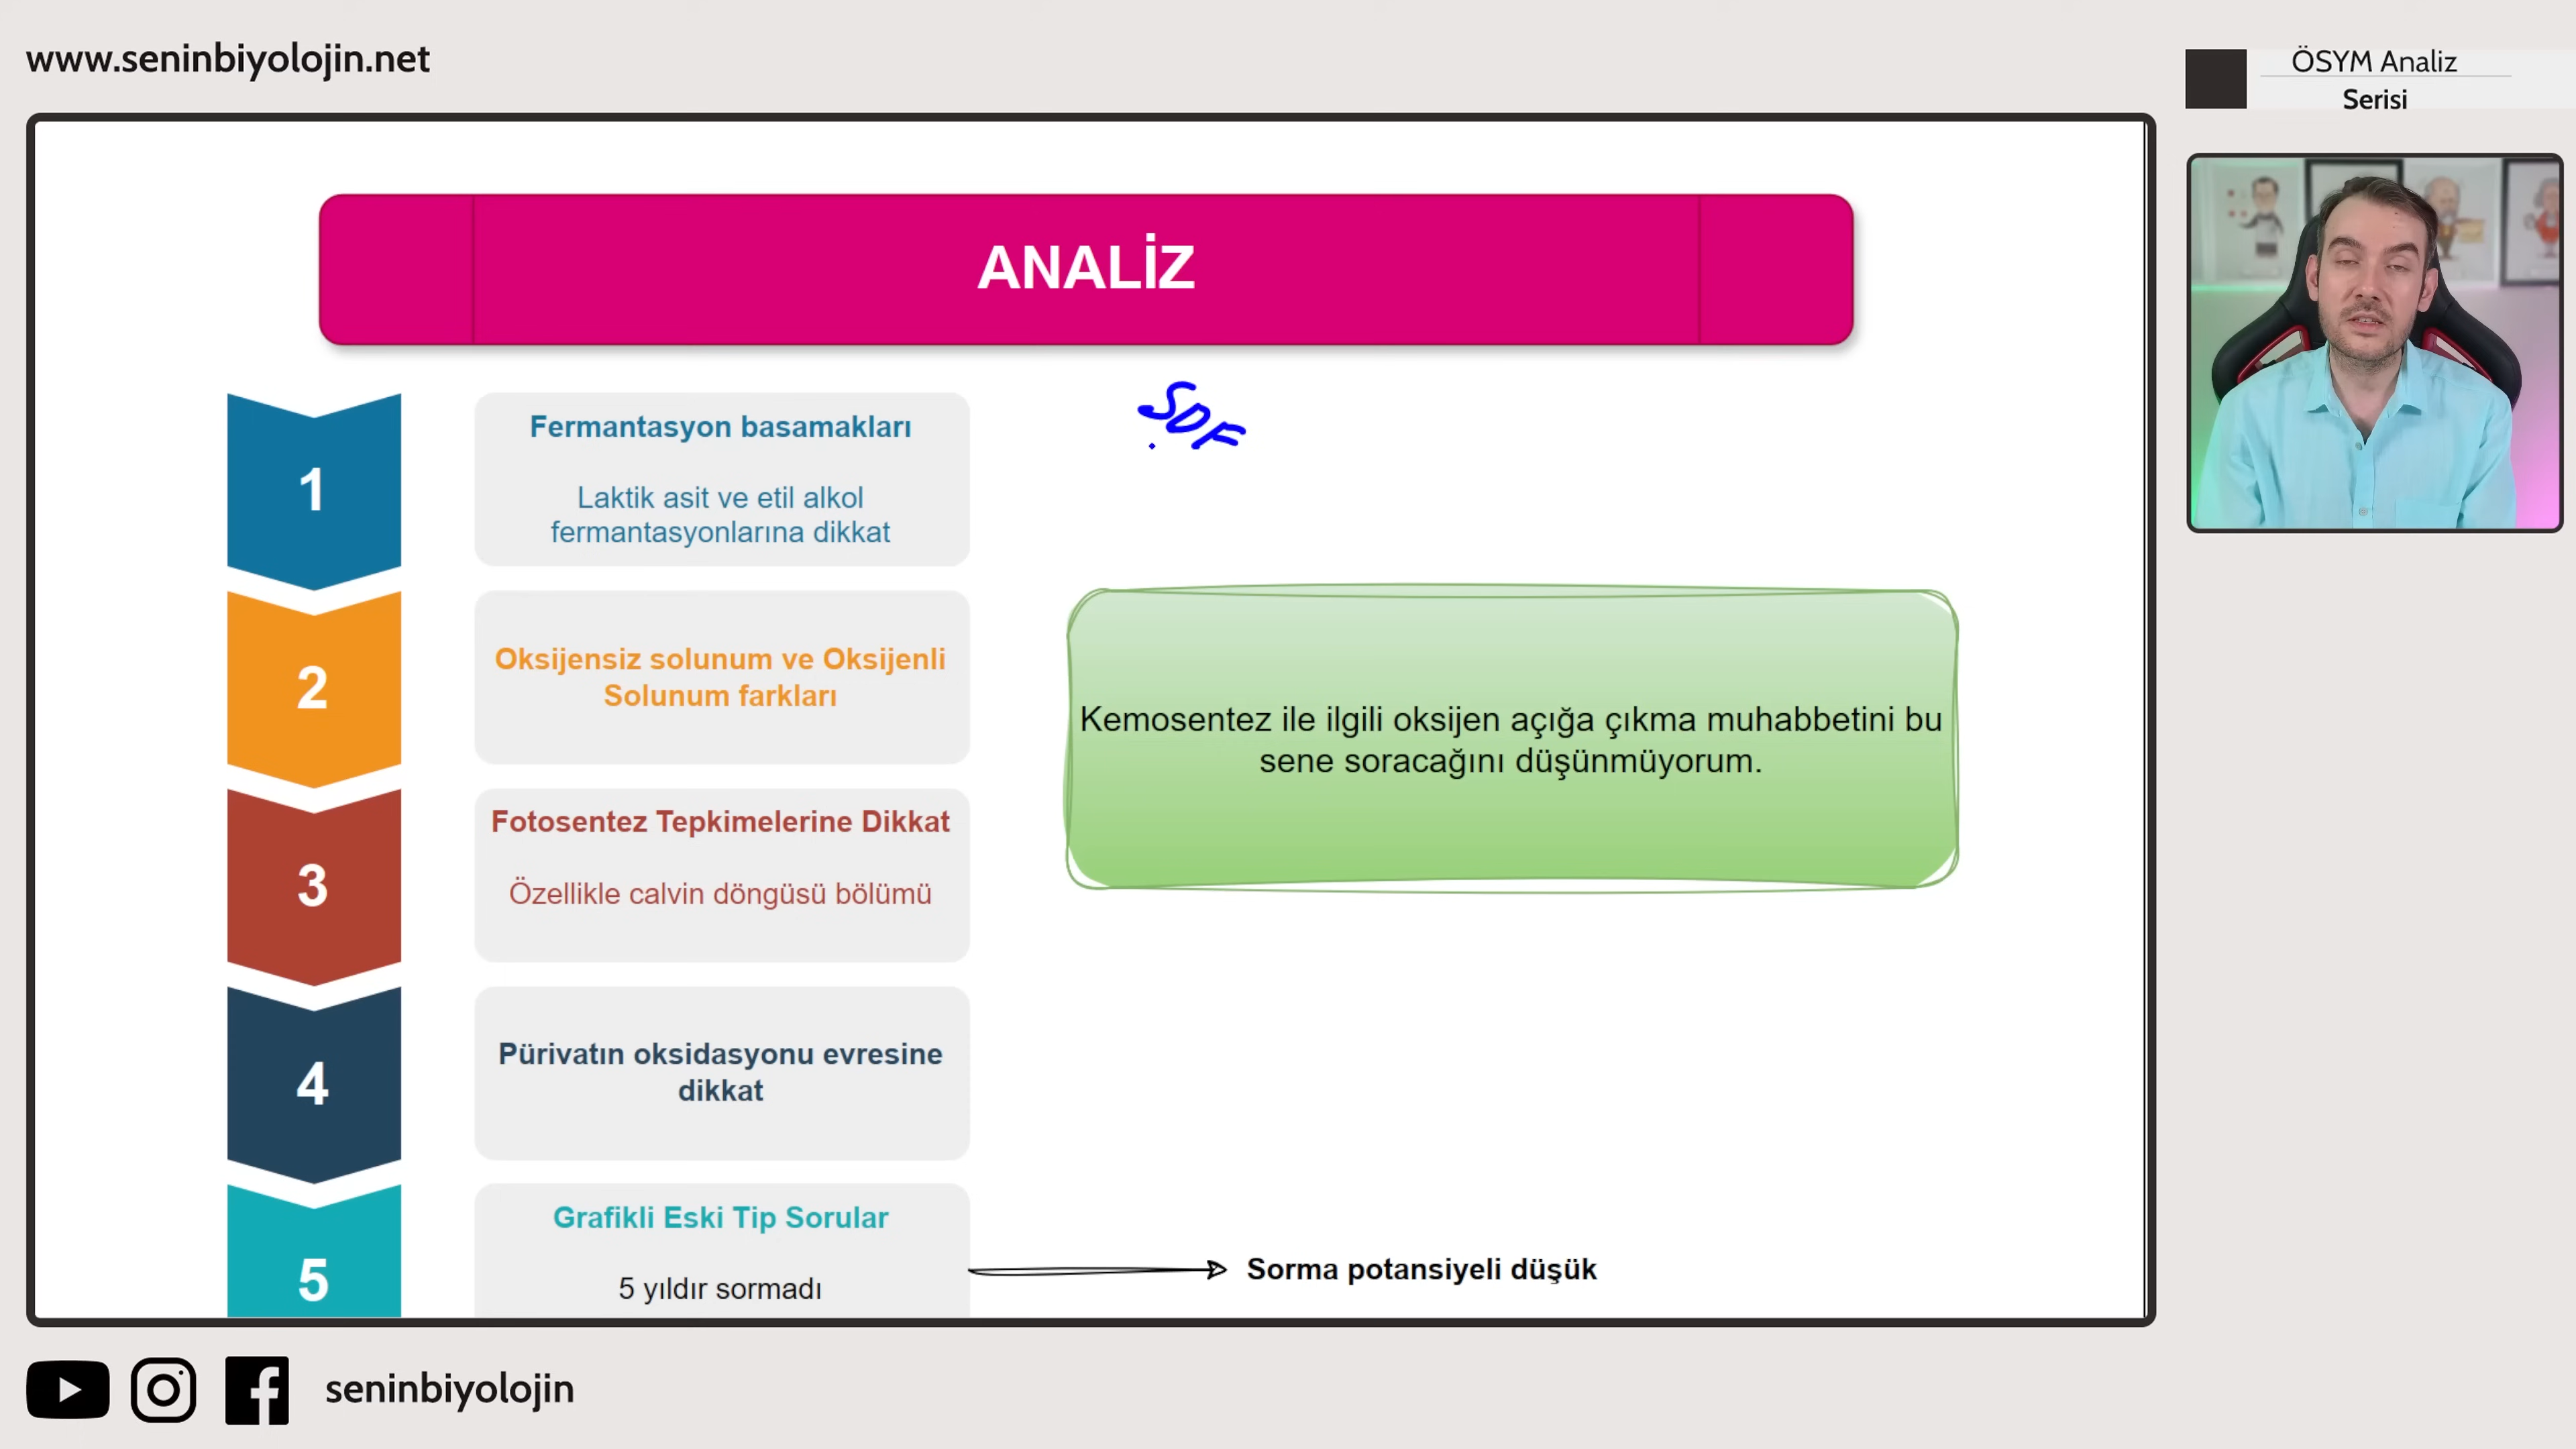 www.seninbiyolojin.net
ÖSYM Analiz
Serisi
ANALİZ
SDF
1
Fermantasyon basamakları
Laktik asit ve etil alkol
fermantasyonlarına dikkat
2
Oksijensiz solunum ve Oksijenli
Solunum farkları
Kemosentez ile ilgili oksijen açığa çıkma muhabbetini bu
sene soracağını düşünmüyorum.
3
Fotosentez Tepkimelerine Dikkat
Özellikle calvin döngüsü bölümü
4
Pürivatın oksidasyonu evresine
dikkat
5
Grafikli Eski Tip Sorular
5 yıldır sormadı
Sorma potansiyeli düşük
seninbiyolojin